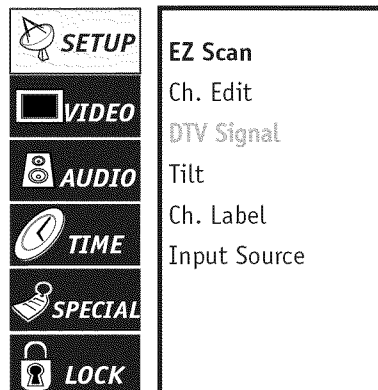 SETUP
VIDEO
AUDIO
TIME
SPECIAL
LOCK
EZ Scan
Ch. Edit
DTV Signal
Tilt
Ch. Label
Input Source